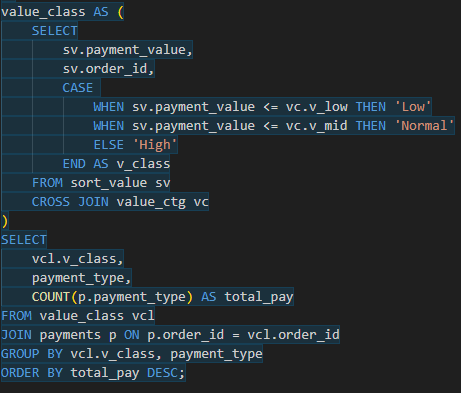 value_class AS (
    SELECT
        sv.payment_value,
        sv.order_id,
        CASE
            WHEN sv.payment_value <= vc.v_low THEN 'Low'
            WHEN sv.payment_value <= vc.v_mid THEN 'Normal'
            ELSE 'High'
        END AS v_class
    FROM sort_value sv
    CROSS JOIN value_ctg vc
)
SELECT
    vcl.v_class,
    payment_type,
    COUNT(p.payment_type) AS total_pay
FROM value_class vcl
JOIN payments p ON p.order_id = vcl.order_id
GROUP BY vcl.v_class, payment_type
ORDER BY total_pay DESC;